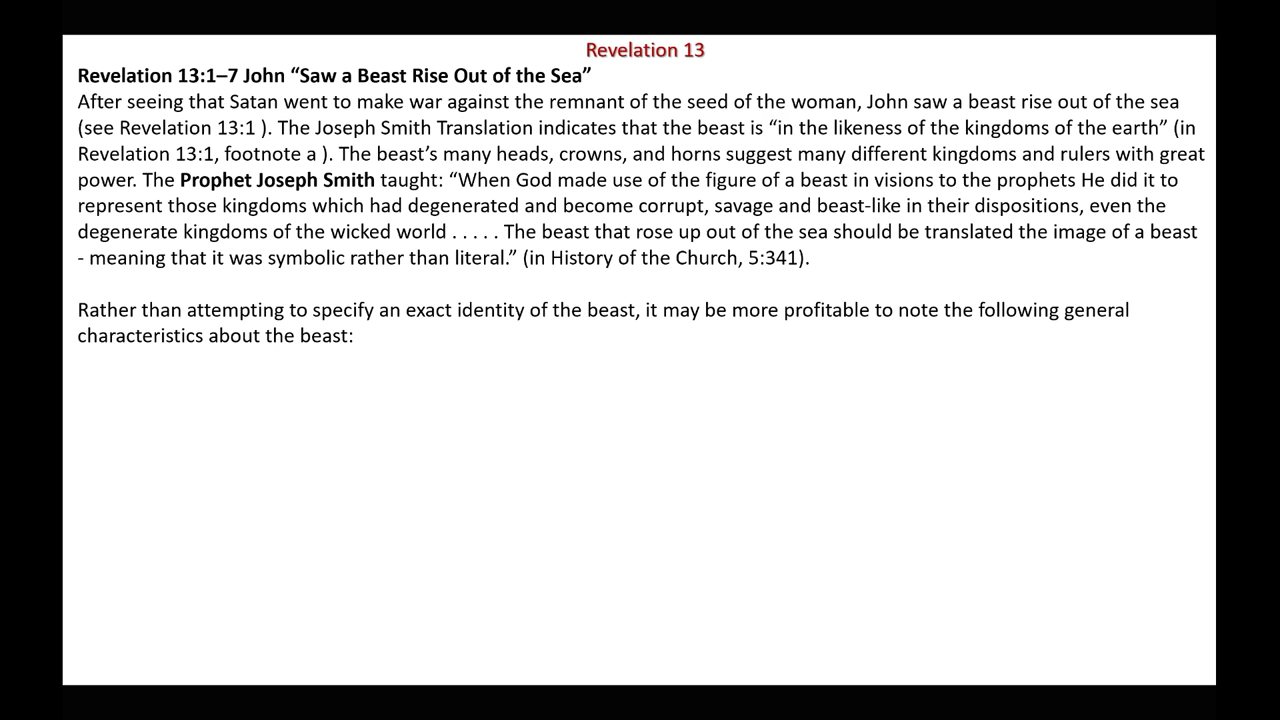 Revelation 13
Revelation 13:1–7 John “Saw a Beast Rise Out of the Sea”
After seeing that Satan went to make war against the remnant of the seed of the woman, John saw a beast rise out of the sea
(see Revelation 13:1 ). The Joseph Smith Translation indicates that the beast is “in the likeness of the kingdoms of the earth” (in
Revelation 13:1, footnote a ). The beast’s many heads, crowns, and horns suggest many different kingdoms and rulers with great
power. The Prophet Joseph Smith taught: “When God made use of the figure of a beast in visions to the prophets He did it to
represent those kingdoms which had degenerated and become corrupt, savage and beast-like in their dispositions, even the
degenerate kingdoms of the wicked world . . . . . The beast that rose up out of the sea should be translated the image of a beast
- meaning that it was symbolic rather than literal.” (in History of the Church, 5:341).
Rather than attempting to specify an exact identity of the beast, it may be more profitable to note the following general
characteristics about the beast: